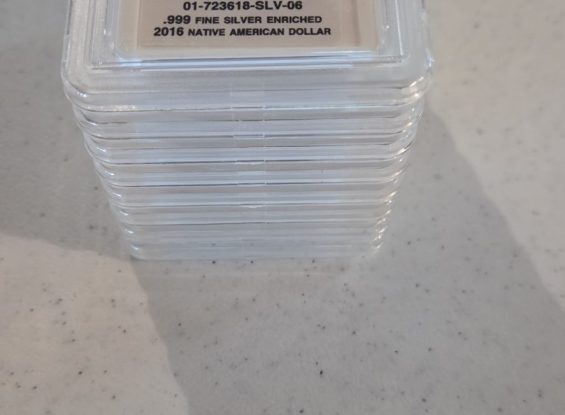 01-723618-SLV-06
.999 FINE SILVER ENRICHED
2016 NATIVE AMERICAN DOLLAR